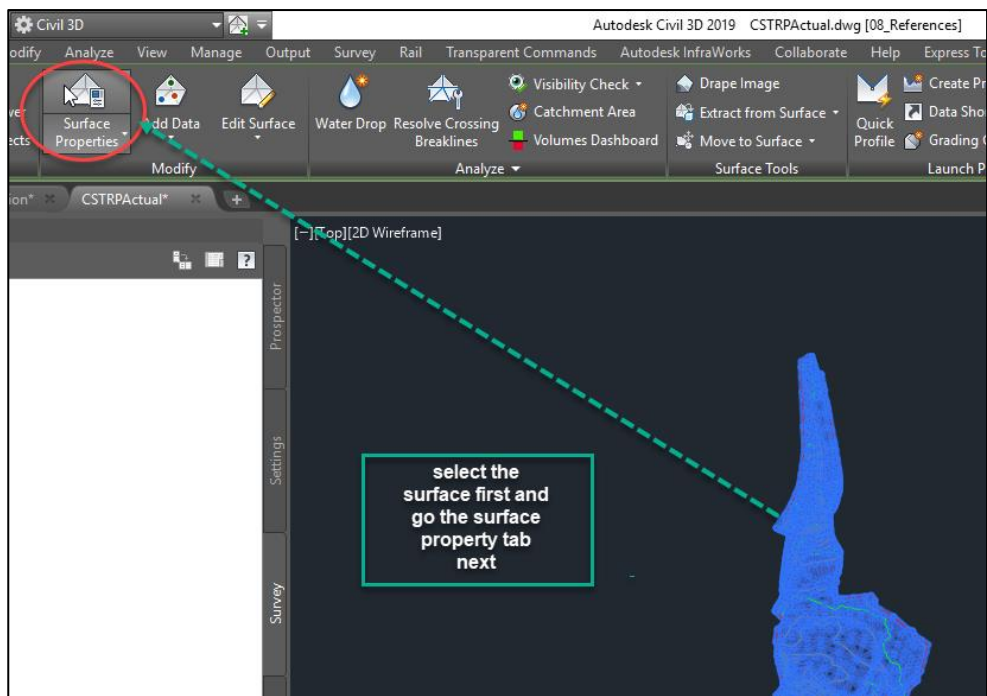 Civil 3D
Autodesk Civil 3D 2019 CSTRPActual.dwg [08_References]
odify Analyze View Manage Output Survey Rail Transparent Commands Autodesk InfraWorks Collaborate Help Express To
Surface
Properties
Add Data
Edit Surface
Water Drop
Resolve Crossing
Breaklines
Visibility Check
Catchment Area
Volumes Dashboard
Drape Image
Extract from Surface
Move to Surface
Quick
Profile
Create Pr
Data Sho
Grading
ects
Modify
Analyze
Surface Tools
Launch P
ion*
CSTRPActual*
[−][Top][2D Wireframe]
Prospector
Settings
Survey
select the
surface first and
go the surface
property tab
next